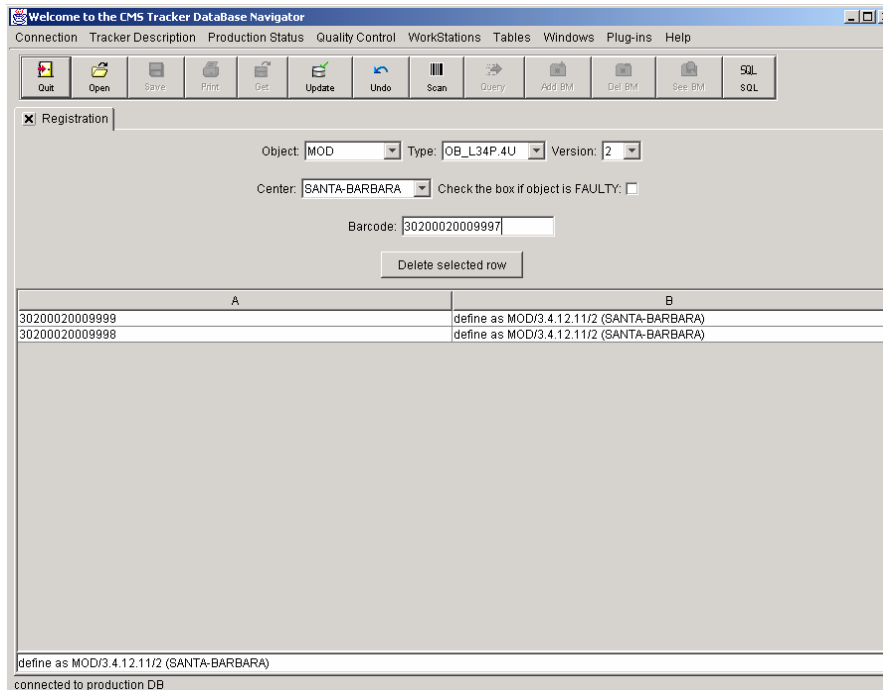 Welcome to the CMS Tracker DataBase Navigator
Connection Tracker Description Production Status Quality Control WorkStations Tables Windows Plug-ins Help
SQL
Quit Open Save Print Get Update Undo Scan Query Add BM Del BM See BM SQL
Registration
Object: MOD Type: OB_L34P.4U Version: 2
Center: SANTA-BARBARA Check the box if object is FAULTY:
Barcode: 30200020009997
Delete selected row
A B
30200020009999 define as MOD/3.4.12.11/2 (SANTA-BARBARA)
30200020009998 define as MOD/3.4.12.11/2 (SANTA-BARBARA)
define as MOD/3.4.12.11/2 (SANTA-BARBARA)
connected to production DB